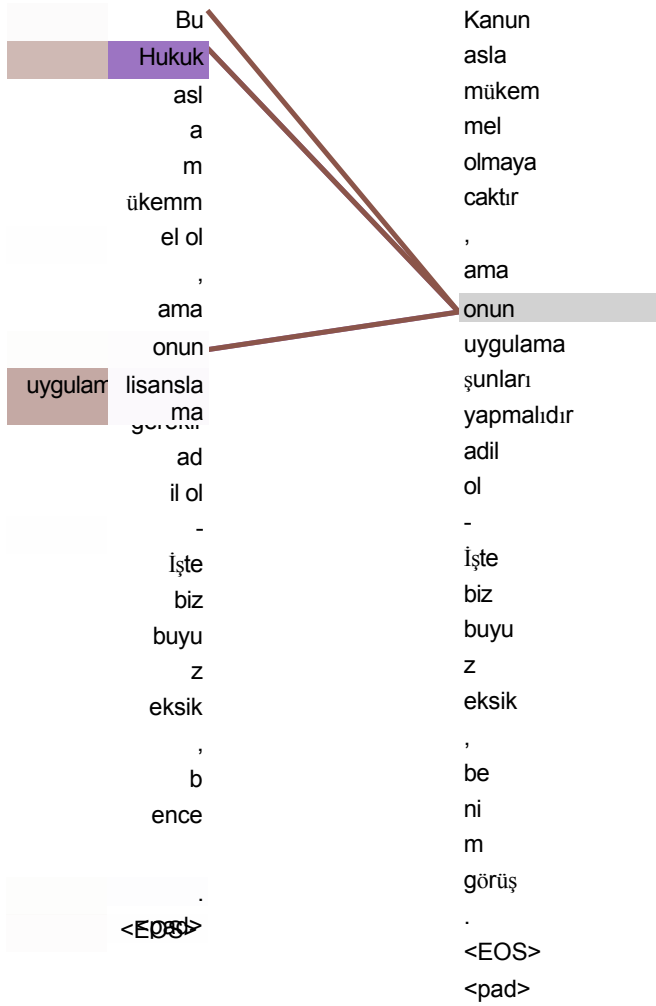 Bu
Hukuk
asl
a
m
ükemm
el ol
,
ama
onun
uygulam lisansla
ma
ad
il ol
-
İşte
biz
buyu
z
eksik
,
b
ence
.
<EOS>
<pad>
Kanun
asla
mükem
mel
olmaya
caktır
,
ama
onun
uygulama
şunları
yapmalıdır
adil
ol
-
İşte
biz
buyu
z
eksik
,
be
ni
m
görüş
.
<EOS>
<pad>